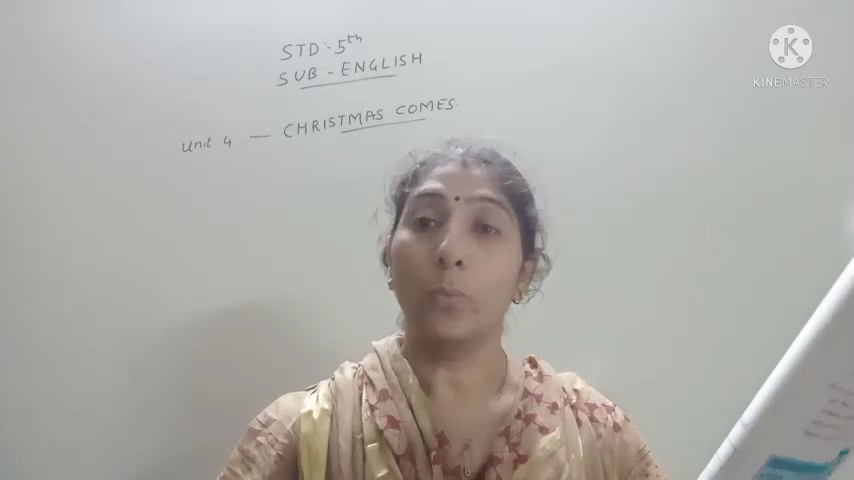 STD:- 5th
SUB:- ENGLISH
Unit 4 — CHRISTMAS COMES.
K
KINEMASTER